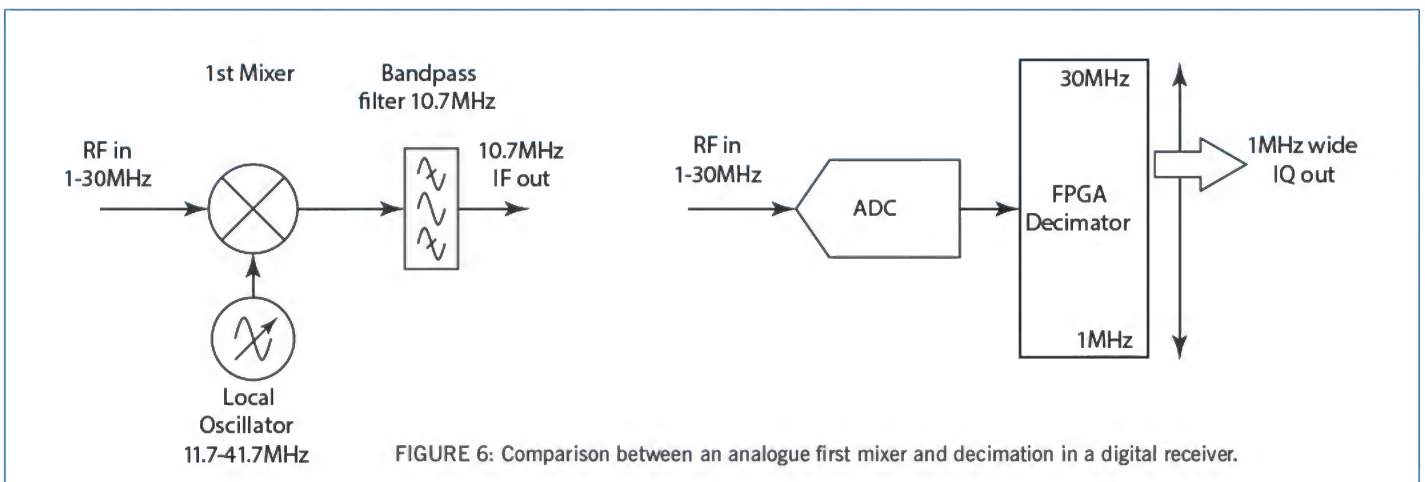 1st Mixer
Bandpass
filter 10.7MHz
RF in
1-30MHz
10.7MHz
IF out
Local
Oscillator
11.7-41.7MHz
RF in
1-30MHz
ADC
30MHz
FPGA
Decimator
1MHz
1MHz wide
IQ out
FIGURE 6: Comparison between an analogue first mixer and decimation in a digital receiver.